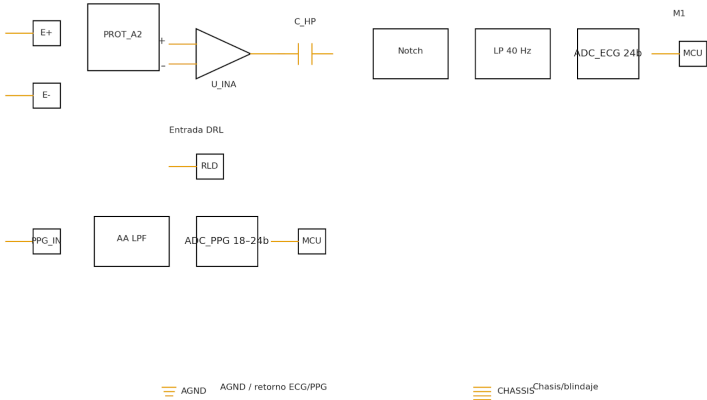 M1
C_HP
E+
PROT_A2
+
–
Notch
LP 40 Hz
ADC_ECG 24b
MCU
U_INA
E-
Entrada DRL
RLD
PPG_IN
AA LPF
ADC_PPG 18–24b
MCU
AGND
AGND / retorno ECG/PPG
CHASSIS
Chasis/blindaje